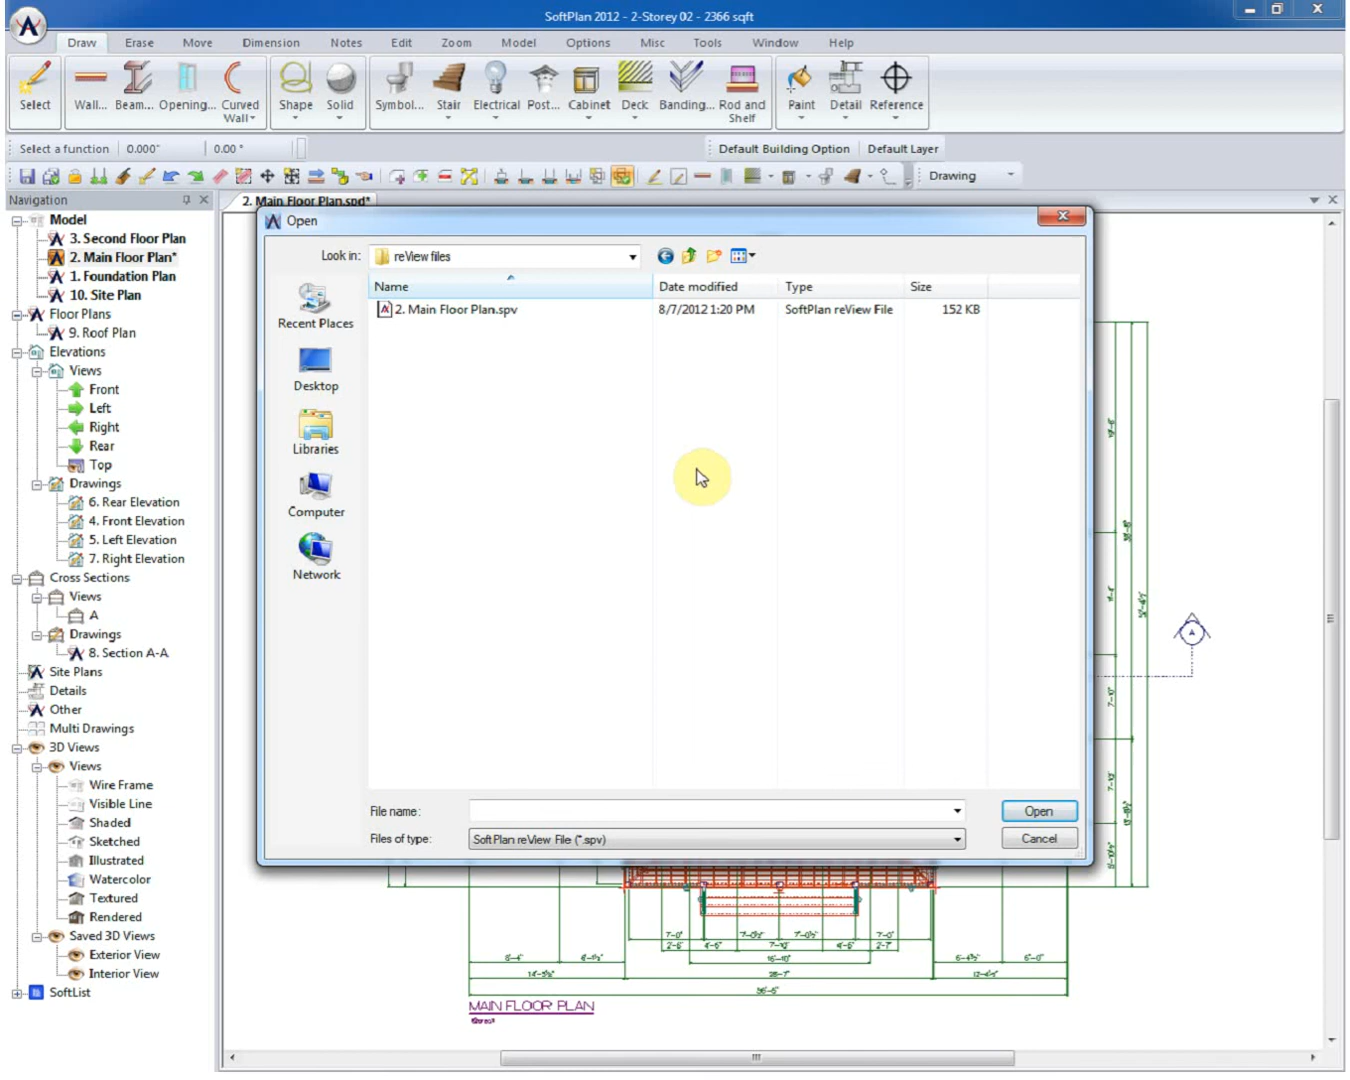 SoftPlan 2012 - 2-Storey 02 - 2366 sqft
Draw Erase Move Dimension Notes Edit Zoom Model Options Misc Tools Window Help
Select Wall... Beam... Opening... Curved Wall Shape Solid Symbol... Stair Electrical Post... Cabinet Deck Banding... Rod and Shelf Paint Detail Reference
Select a function 0.000" 0.00 ° Default Building Option Default Layer
Drawing
Navigation
2. Main Floor Plan.spd*
Model
3. Second Floor Plan
2. Main Floor Plan*
1. Foundation Plan
10. Site Plan
Floor Plans
9. Roof Plan
Elevations
Views
Front
Left
Right
Rear
Top
Drawings
6. Rear Elevation
4. Front Elevation
5. Left Elevation
7. Right Elevation
Cross Sections
Views
A
Drawings
8. Section A-A
Site Plans
Details
Other
Multi Drawings
3D Views
Views
Wire Frame
Visible Line
Shaded
Sketched
Illustrated
Watercolor
Textured
Rendered
Saved 3D Views
Exterior View
Interior View
SoftList
Open
Look in: reView files
Name Date modified Type Size
2. Main Floor Plan.spv 8/7/2012 1:20 PM SoftPlan reView File 152 KB
Recent Places
Desktop
Libraries
Computer
Network
File name: Open
Files of type: SoftPlan reView File (*.spv) Cancel
A
MAIN FLOOR PLAN